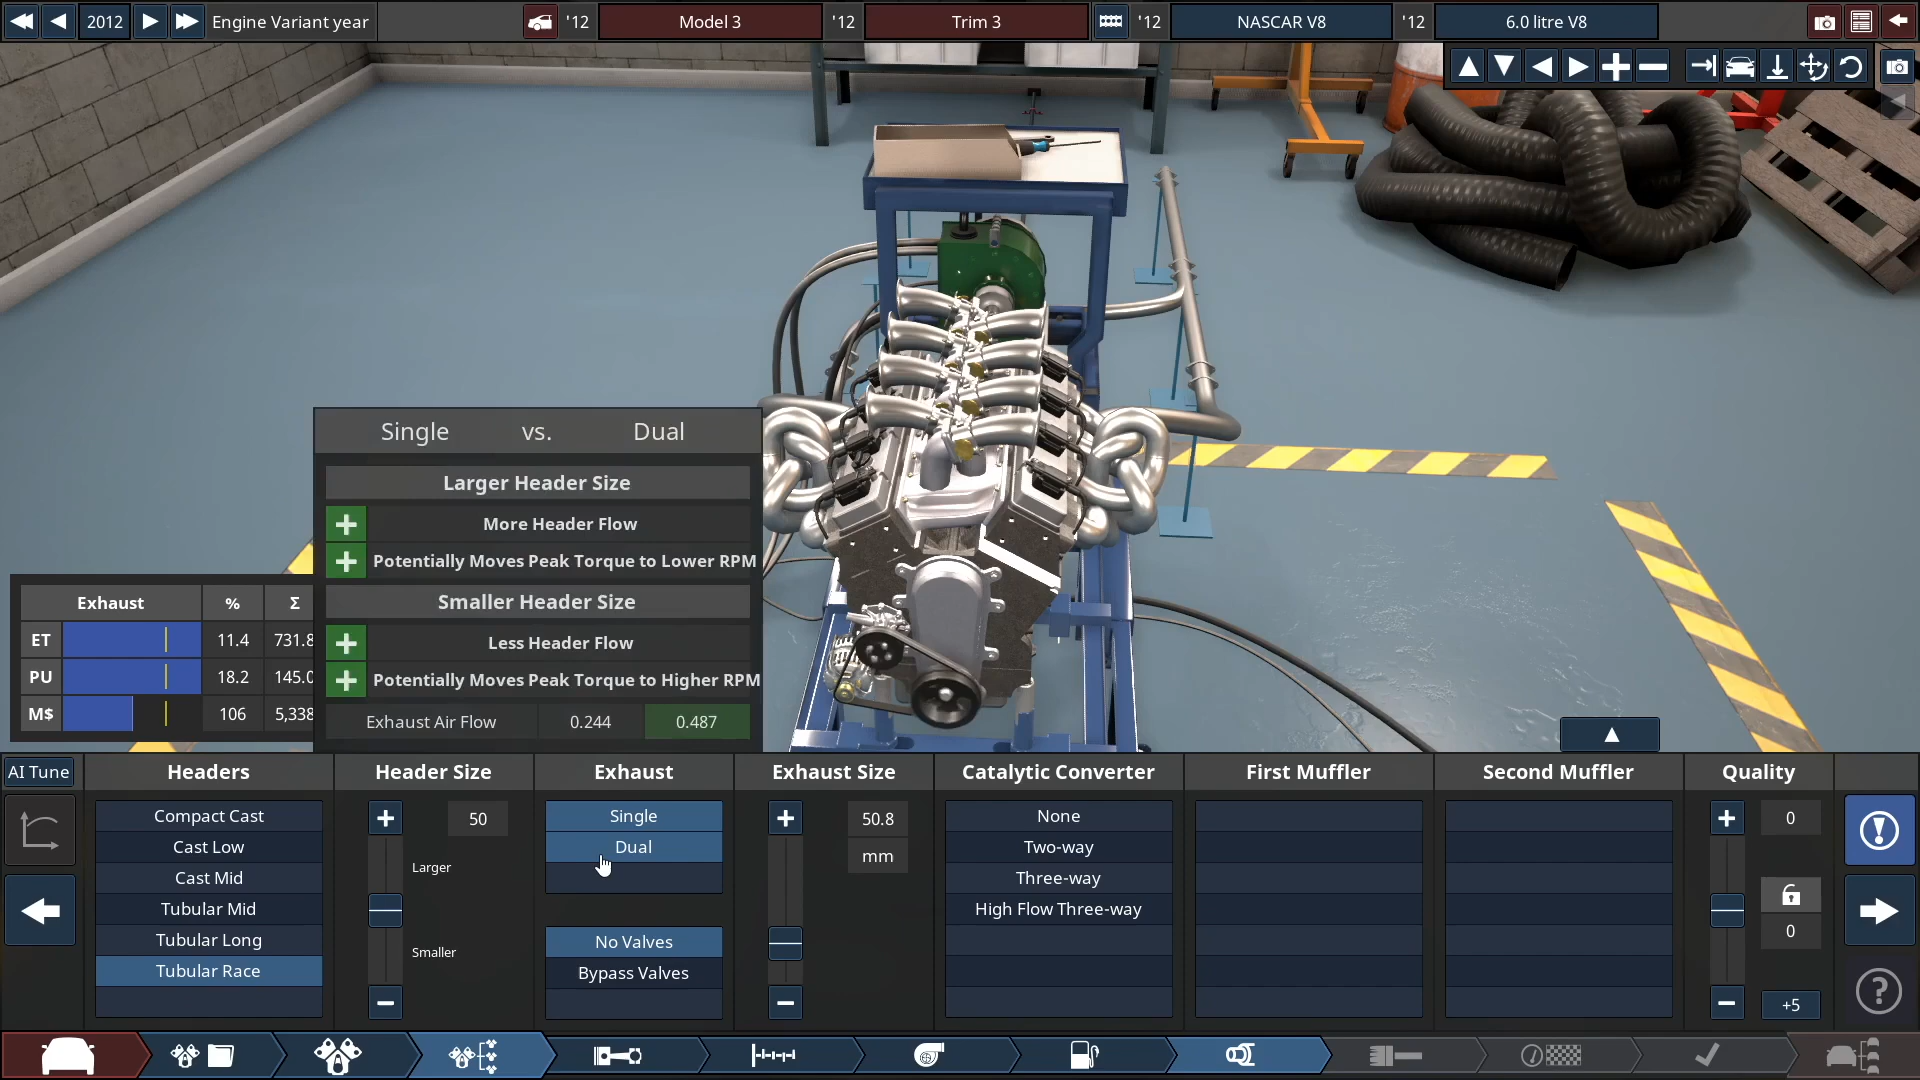 2012 Engine Variant year '12 Model 3 '12 Trim 3 '12 NASCAR V8 '12 6.0 litre V8
Single vs. Dual
Larger Header Size
More Header Flow
Potentially Moves Peak Torque to Lower RPM
Smaller Header Size
Less Header Flow
Potentially Moves Peak Torque to Higher RPM
Exhaust Air Flow 0.244 0.487
Exhaust % Σ
ET 11.4 731.8
PU 18.2 145.0
M$ 106 5,338
AI Tune
Headers
Compact Cast
Cast Low
Cast Mid
Tubular Mid
Tubular Long
Tubular Race
Header Size
50
Larger
Smaller
Exhaust
Single
Dual
No Valves
Bypass Valves
Exhaust Size
50.8
mm
Catalytic Converter
None
Two-way
Three-way
High Flow Three-way
First Muffler
Second Muffler
Quality
0
0
+5
?